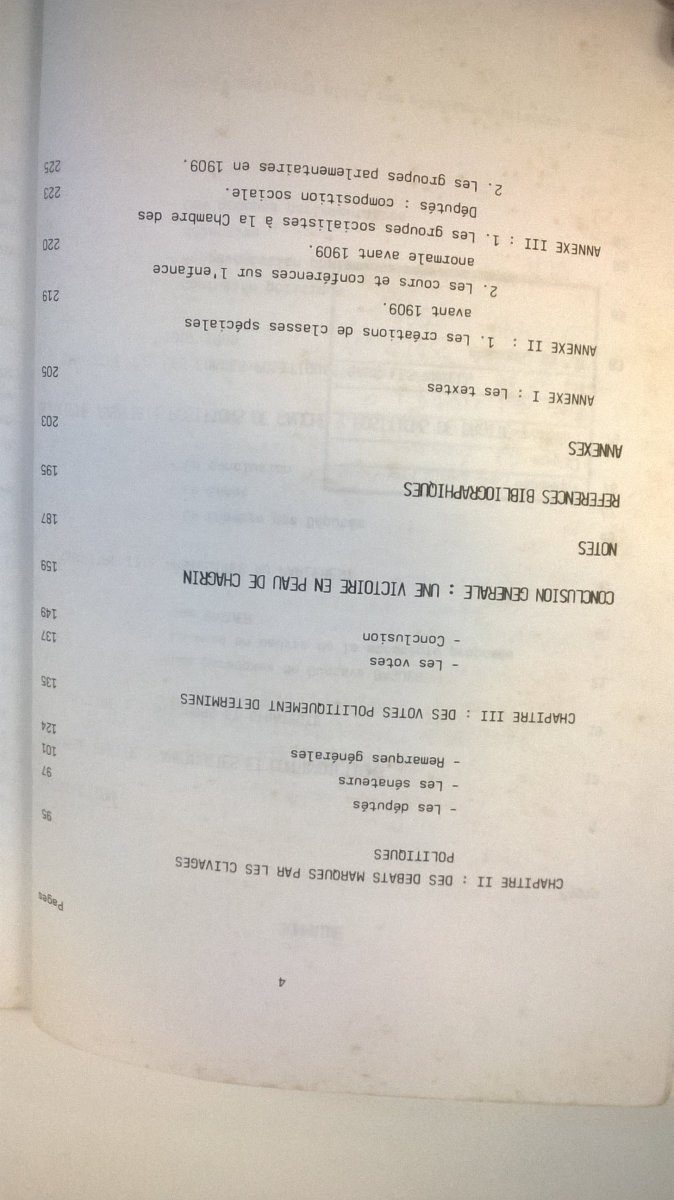 4
Pages
CHAPITRE II : DES DEBATS MARQUES PAR LES CLIVAGES
POLITIQUES 95
- Les députés 97
- Les sénateurs 101
- Remarques générales 124
CHAPITRE III : DES VOTES POLITIQUEMENT DETERMINES 135
- Les votes 137
- Conclusion 149
CONCLUSION GENERALE : UNE VICTOIRE EN PEAU DE CHAGRIN 159
NOTES 187
REFERENCES BIBLIOGRAPHIQUES 195
ANNEXES 203
ANNEXE I : Les textes 205
ANNEXE II : 1. Les créations de classes spéciales
avant 1909. 219
2. Les cours et conférences sur l'enfance
anormale avant 1909. 220
ANNEXE III : 1. Les groupes socialistes à la Chambre des
Députés : composition sociale. 223
2. Les groupes parlementaires en 1909. 225